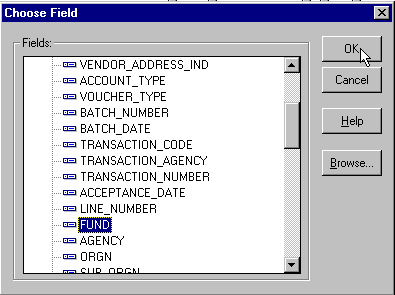 Choose Field
Fields:
VENDOR_ADDRESS_IND
ACCOUNT_TYPE
VOUCHER_TYPE
BATCH_NUMBER
BATCH_DATE
TRANSACTION_CODE
TRANSACTION_AGENCY
TRANSACTION_NUMBER
ACCEPTANCE_DATE
LINE_NUMBER
FUND
AGENCY
ORGN
SUB_ORGN
OK
Cancel
Help
Browse...